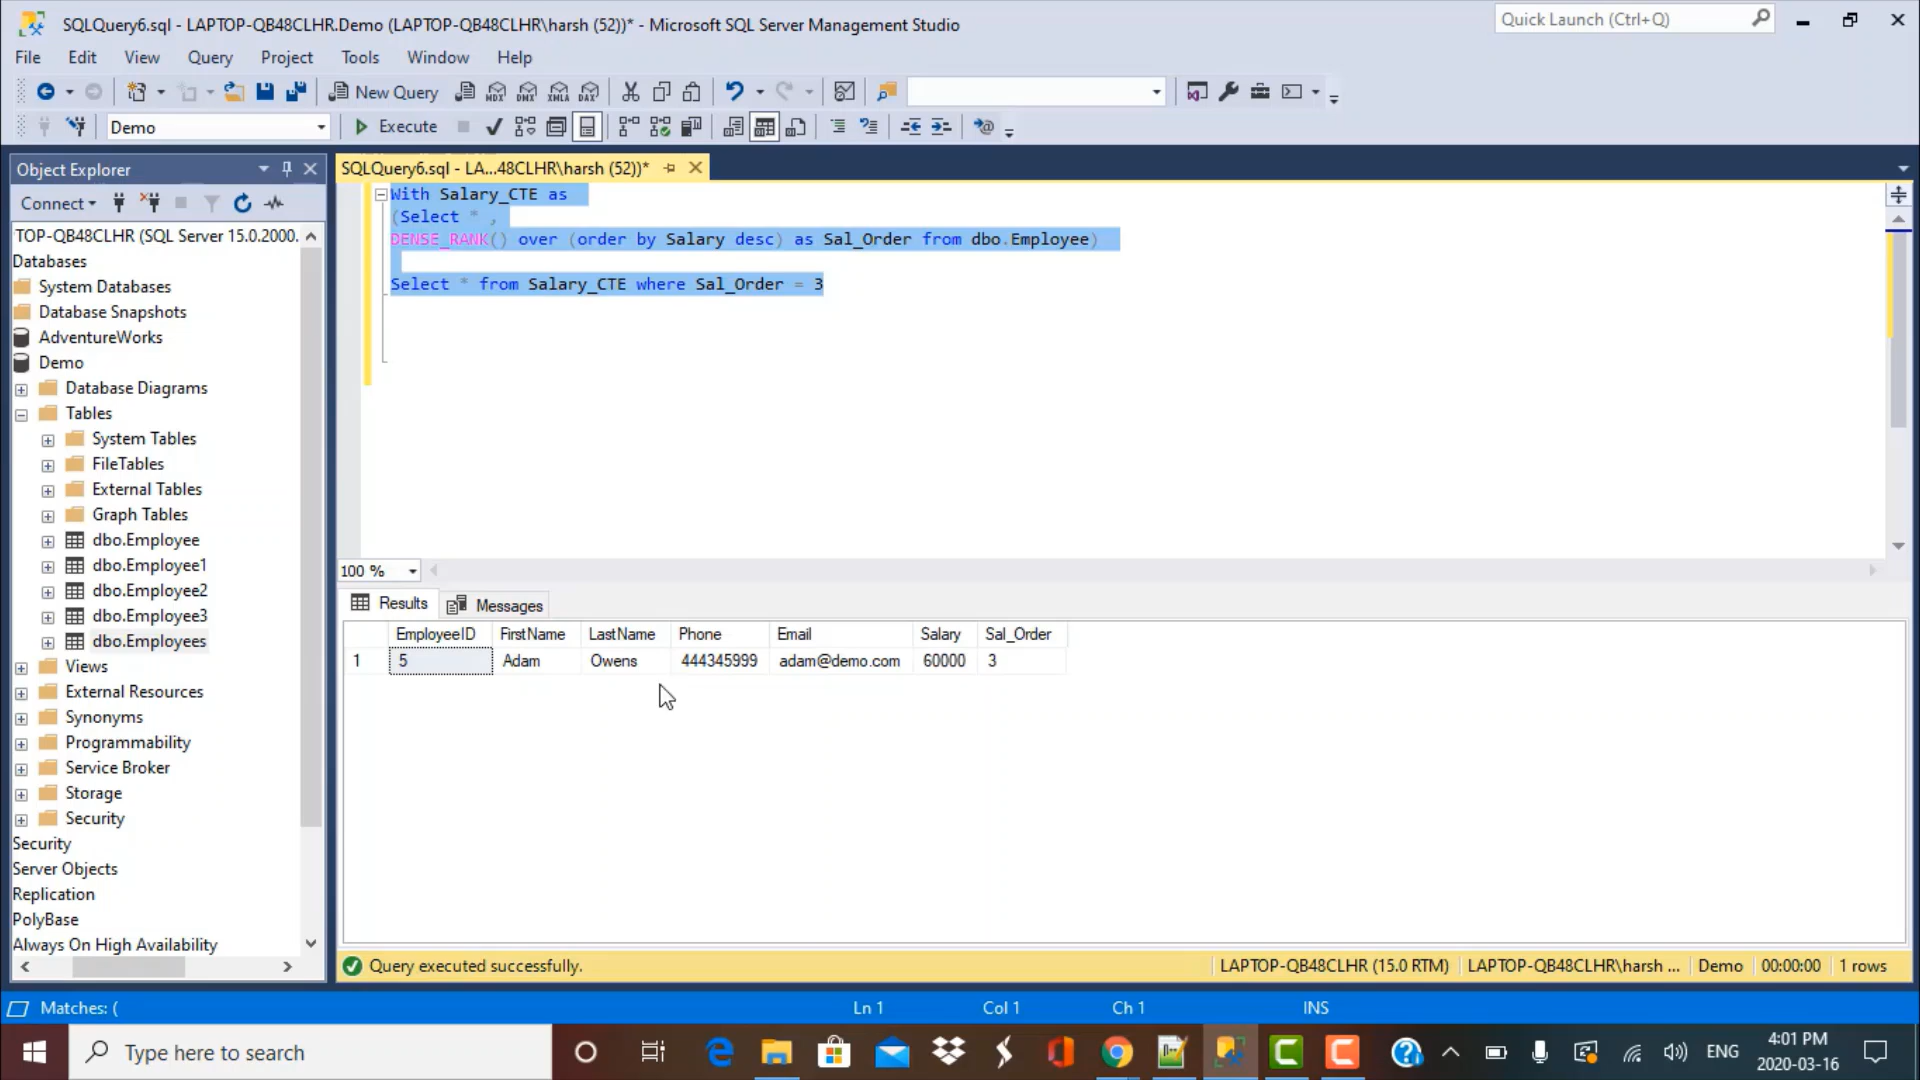 SQLQuery6.sql - LAPTOP-QB48CLHR.Demo (LAPTOP-QB48CLHR\harsh (52))* - Microsoft SQL Server Management Studio
Quick Launch (Ctrl+Q)
File Edit View Query Project Tools Window Help
New Query MDX DMX XMLA DAX
Demo Execute
Object Explorer
Connect
TOP-QB48CLHR (SQL Server 15.0.2000.
Databases
System Databases
Database Snapshots
AdventureWorks
Demo
Database Diagrams
Tables
System Tables
FileTables
External Tables
Graph Tables
dbo.Employee
dbo.Employee1
dbo.Employee2
dbo.Employee3
dbo.Employees
Views
External Resources
Synonyms
Programmability
Service Broker
Storage
Security
Security
Server Objects
Replication
PolyBase
Always On High Availability
SQLQuery6.sql - LA...48CLHR\harsh (52))*
With Salary_CTE as
(Select * ,
DENSE_RANK() over (order by Salary desc) as Sal_Order from dbo.Employee)
Select * from Salary_CTE where Sal_Order = 3
100 %
Results Messages
EmployeeID FirstName LastName Phone Email Salary Sal_Order
1 5 Adam Owens 444345999 adam@demo.com 60000 3
Query executed successfully. LAPTOP-QB48CLHR (15.0 RTM) LAPTOP-QB48CLHR\harsh ... Demo 00:00:00 1 rows
Matches: ( Ln 1 Col 1 Ch 1 INS
Type here to search
ENG
4:01 PM
2020-03-16